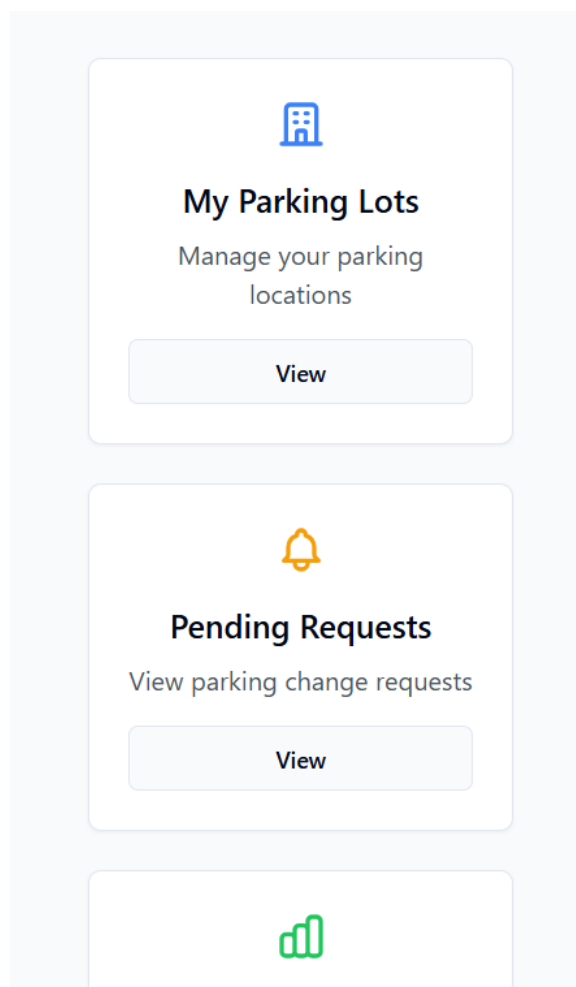 My Parking Lots
Manage your parking
locations
View
Pending Requests
View parking change requests
View